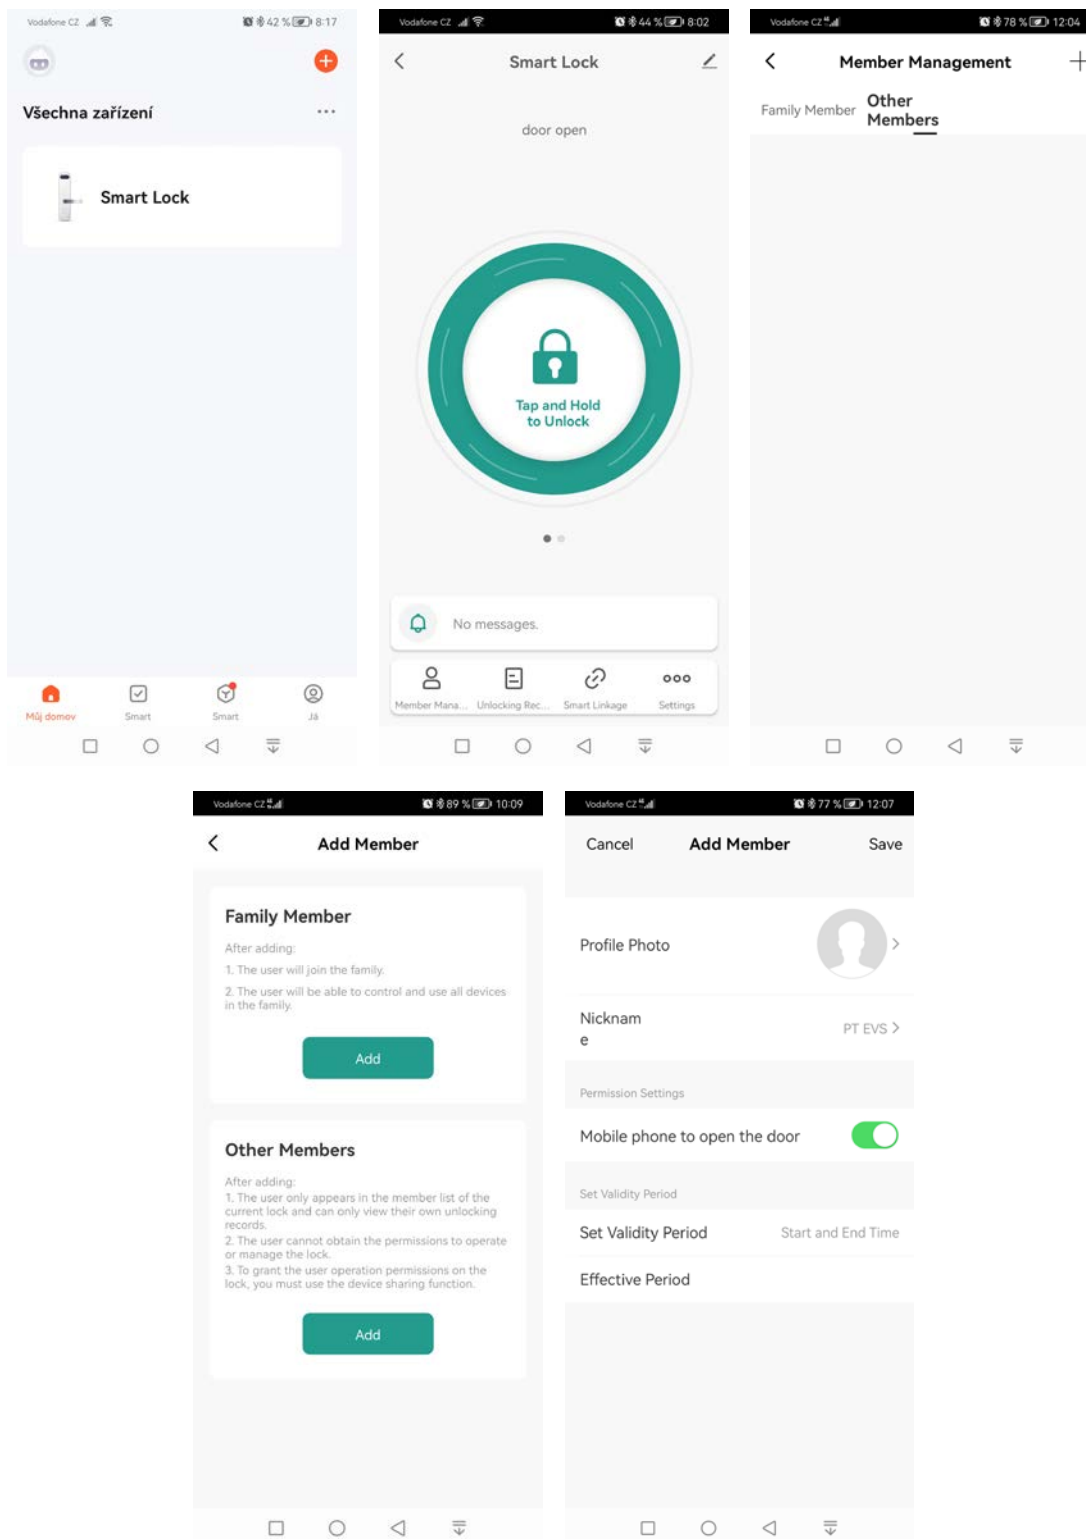 Vodafone CZ 42 % 8:17
Všechna zařízení
Smart Lock
Můj domov Smart Smart Já
Vodafone CZ 44 % 8:02
Smart Lock
door open
Tap and Hold
to Unlock
No messages.
Member Mana... Unlocking Rec... Smart Linkage Settings
Vodafone CZ 78 % 12:04
Member Management
Family Member Other
Members
Vodafone CZ 89 % 10:09
Add Member
Family Member
After adding:
1. The user will join the family.
2. The user will be able to control and use all devices
in the family.
Add
Other Members
After adding:
1. The user only appears in the member list of the
current lock and can only view their own unlocking
records.
2. The user cannot obtain the permissions to operate
or manage the lock.
3. To grant the user operation permissions on the
lock, you must use the device sharing function.
Add
Vodafone CZ 77 % 12:07
Cancel Add Member Save
Profile Photo
Nicknam
e PT EVS
Permission Settings
Mobile phone to open the door
Set Validity Period
Set Validity Period Start and End Time
Effective Period